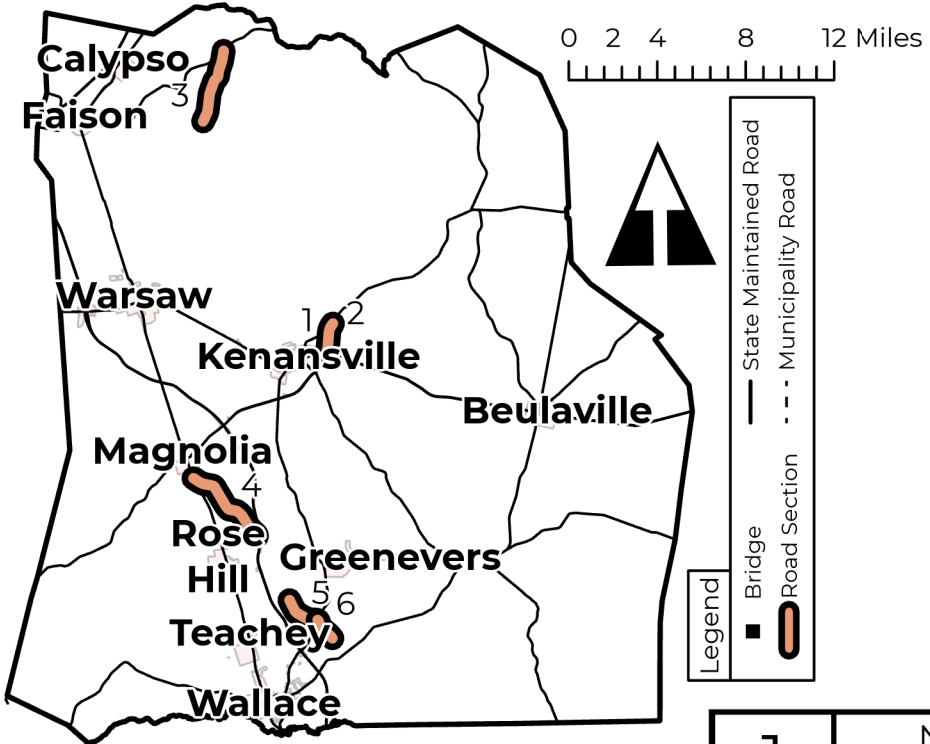 0 2 4 8 12 Miles
Calypso
3
Faison
Warsaw
1 2
Kenansville
Beulaville
Magnolia
4
Rose
Hill
Greenevers
5 6
Teachey
Wallace
Legend
Bridge
Road Section
State Maintained Road
Municipality Road